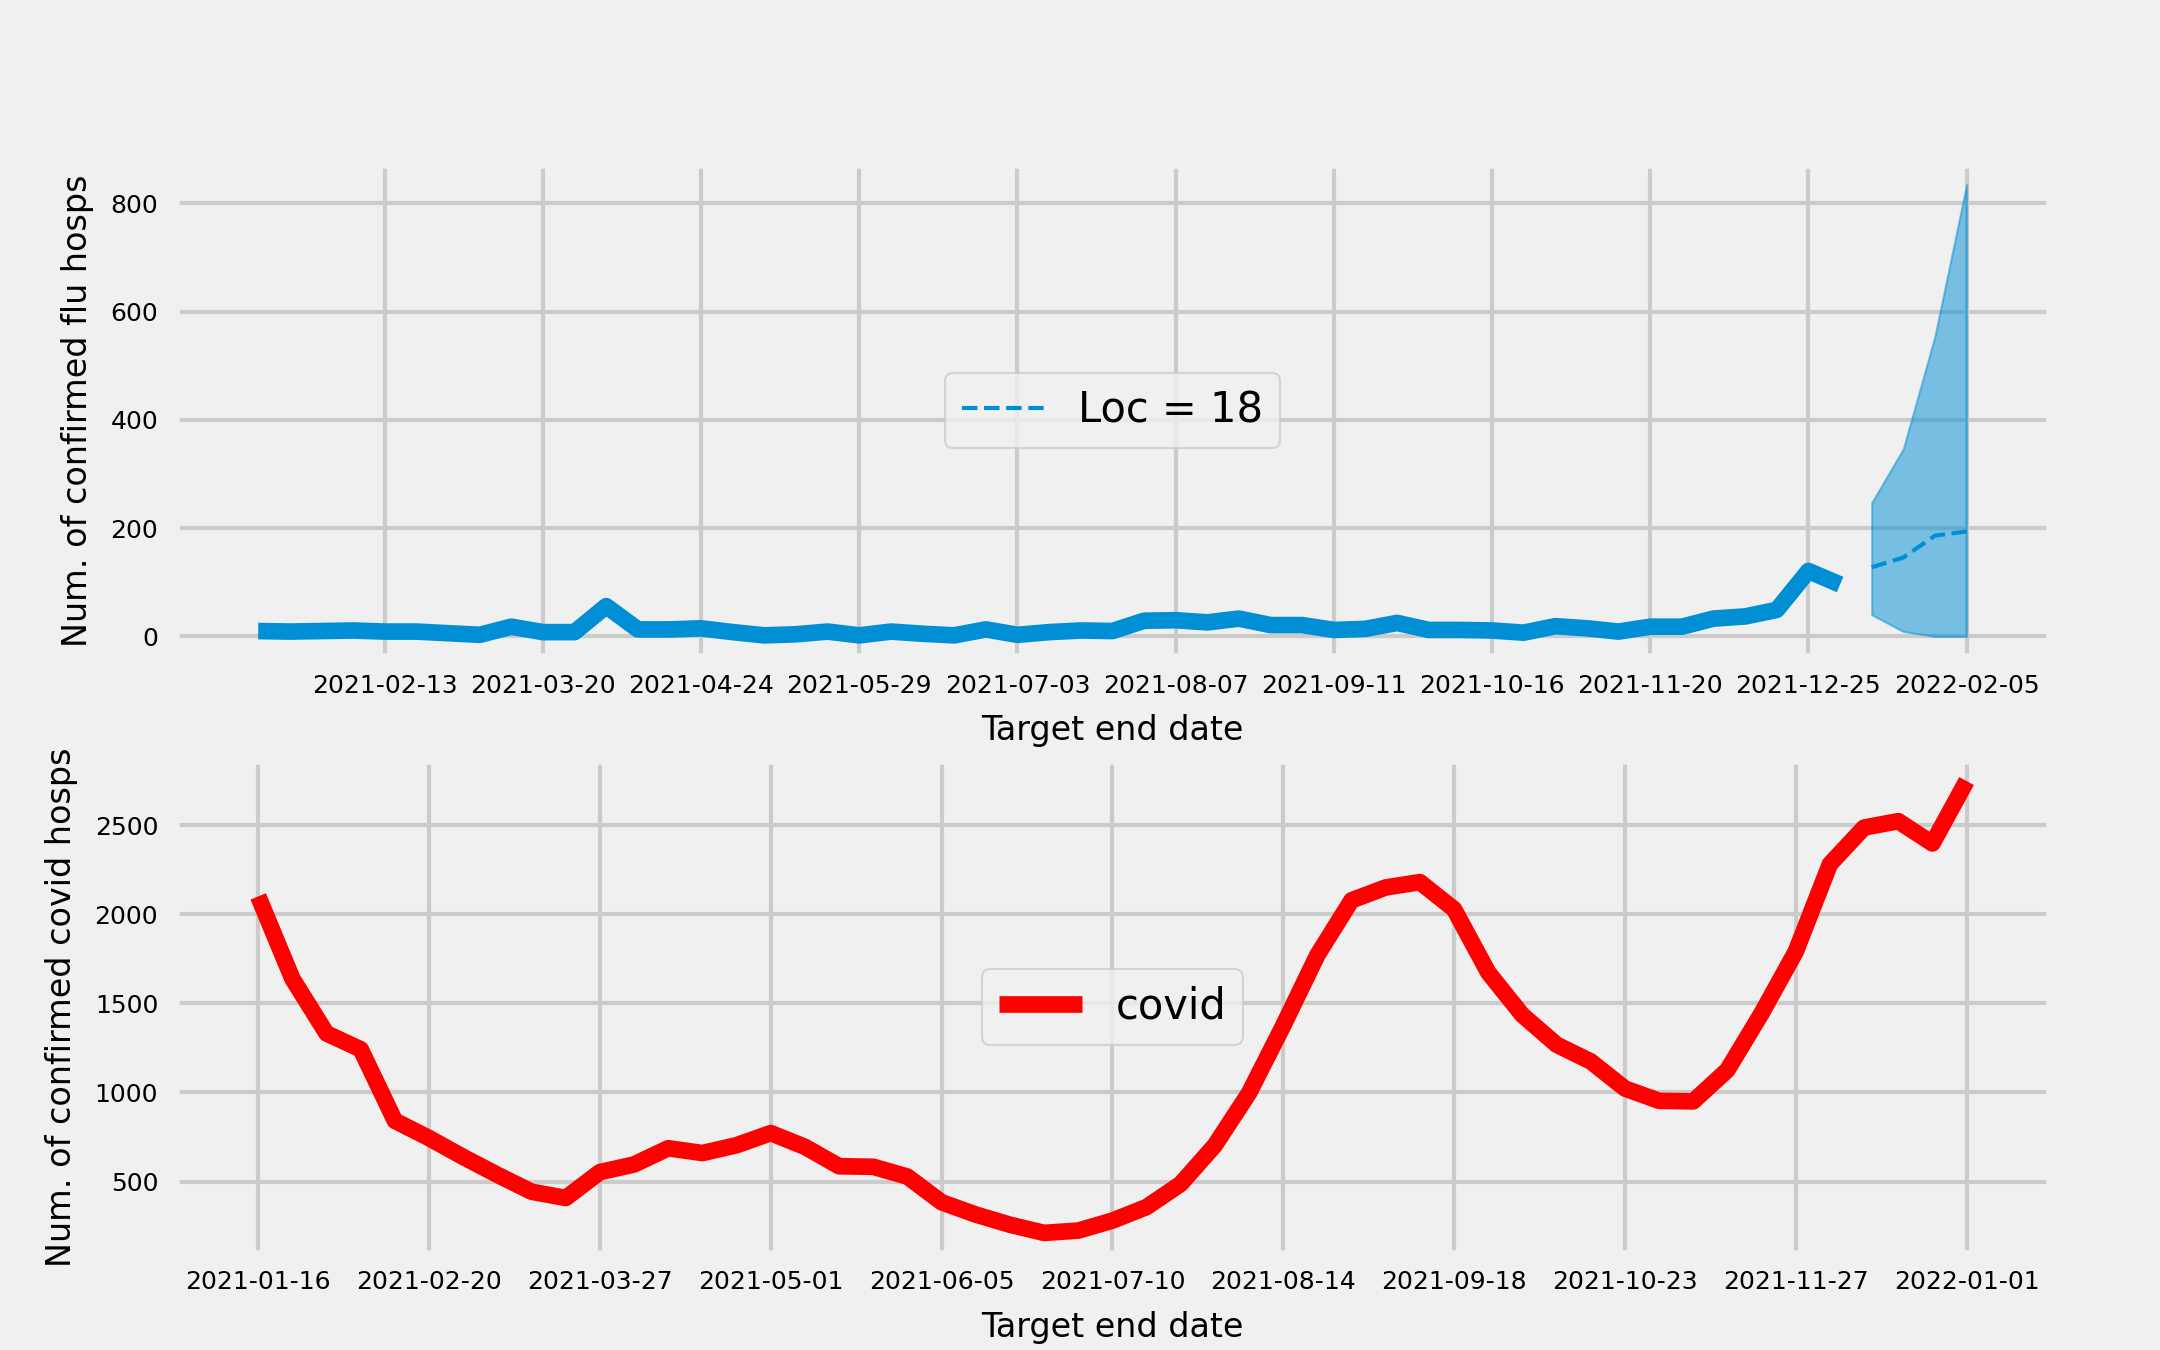 Num. of confirmed flu hosps
800
600
400
200
0
Loc = 18
2021-02-13 2021-03-20 2021-04-24 2021-05-29 2021-07-03 2021-08-07 2021-09-11 2021-10-16 2021-11-20 2021-12-25 2022-02-05
Target end date
Num. of confirmed covid hosps
2500
2000
1500
1000
500
covid
2021-01-16 2021-02-20 2021-03-27 2021-05-01 2021-06-05 2021-07-10 2021-08-14 2021-09-18 2021-10-23 2021-11-27 2022-01-01
Target end date